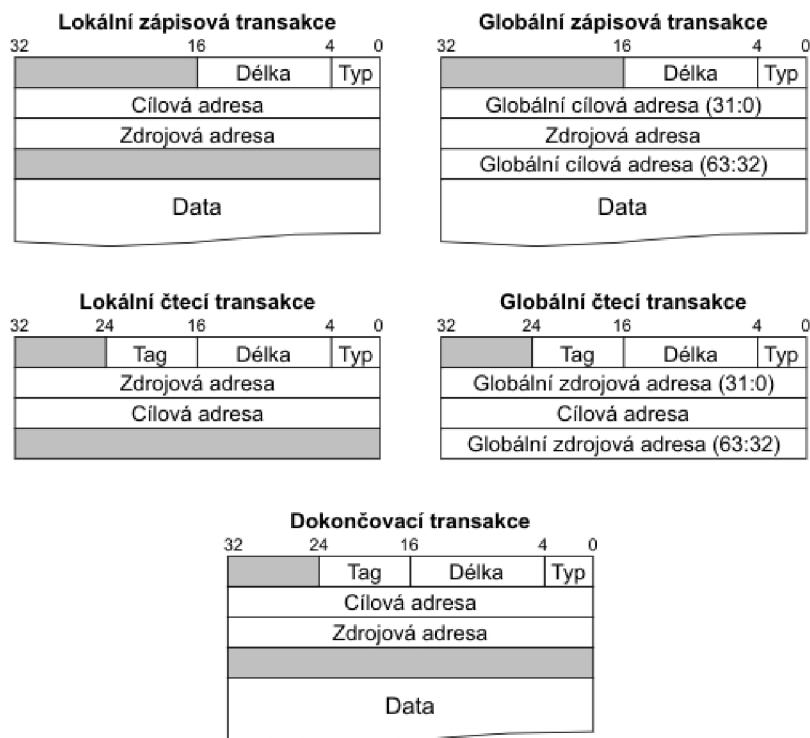 Lokální zápisová transakce
32 16 4 0
Délka Typ
Cílová adresa
Zdrojová adresa
Data
Globální zápisová transakce
32 16 4 0
Délka Typ
Globální cílová adresa (31:0)
Zdrojová adresa
Globální cílová adresa (63:32)
Data
Lokální čtecí transakce
32 24 16 4 0
Tag Délka Typ
Zdrojová adresa
Cílová adresa
Globální čtecí transakce
32 24 16 4 0
Tag Délka Typ
Globální zdrojová adresa (31:0)
Cílová adresa
Globální zdrojová adresa (63:32)
Dokončovací transakce
32 24 16 4 0
Tag Délka Typ
Cílová adresa
Zdrojová adresa
Data